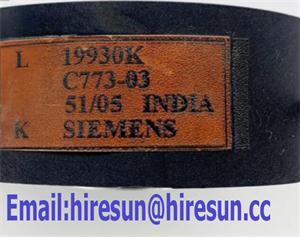 L 19930K
C773-03
51/05 INDIA
K SIEMENS
Email:hiresun@hiresun.cc